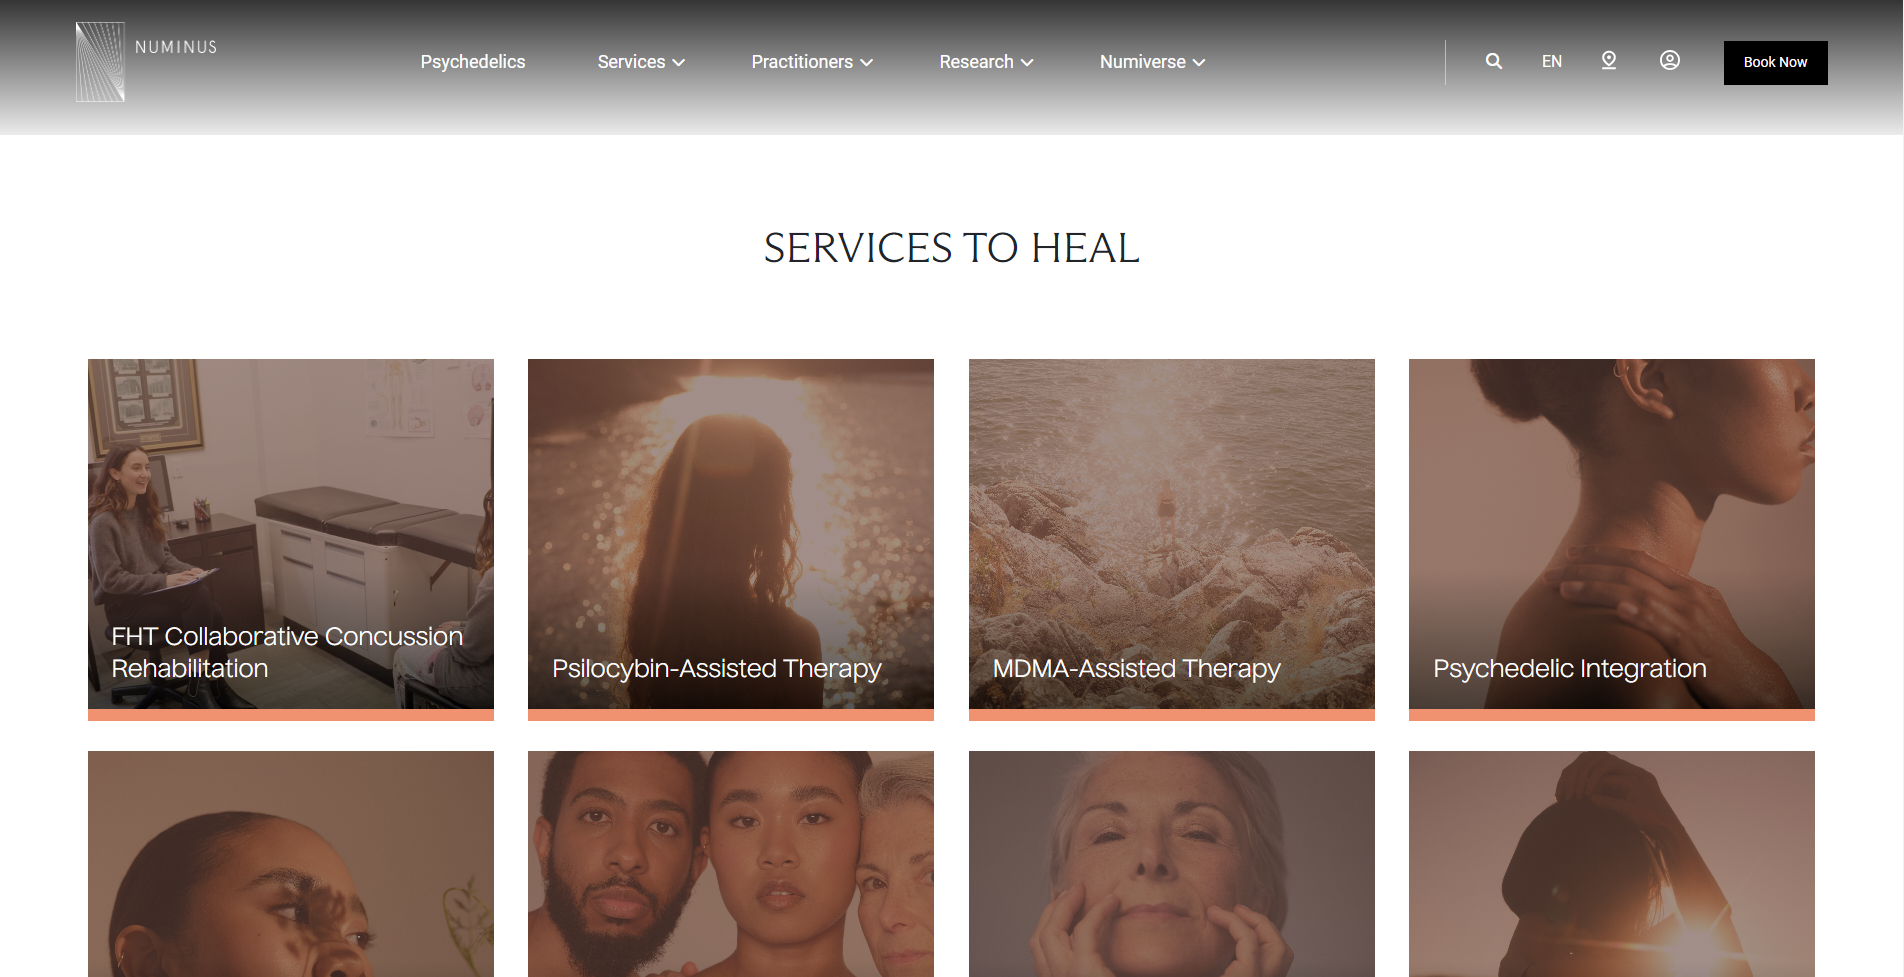 NUMINUS
Psychedelics
Services
Practitioners
Research
Numiverse
EN
Book Now
SERVICES TO HEAL
FHT Collaborative Concussion
Rehabilitation
Psilocybin-Assisted Therapy
MDMA-Assisted Therapy
Psychedelic Integration